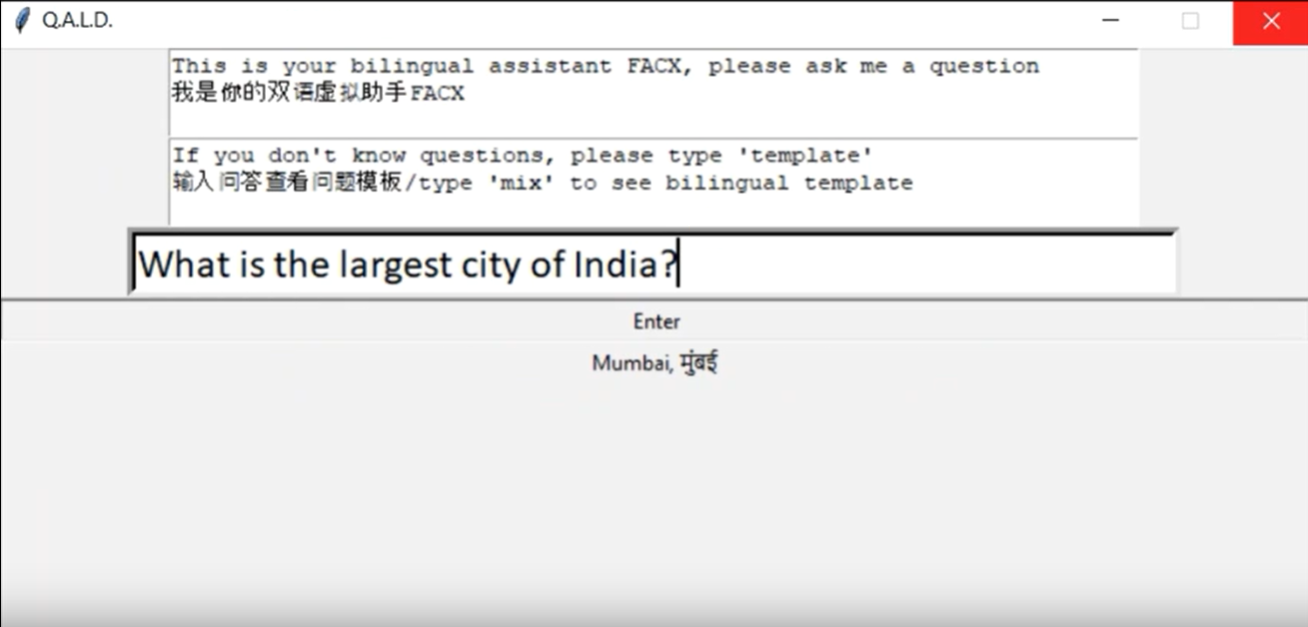 Q.A.L.D.
This is your bilingual assistant FACX, please ask me a question
我是你的双语虚拟助手FACX
If you don't know questions, please type 'template'
输入问答查看问题模板/type 'mix' to see bilingual template
What is the largest city of India?
Enter
Mumbai, मुंबई